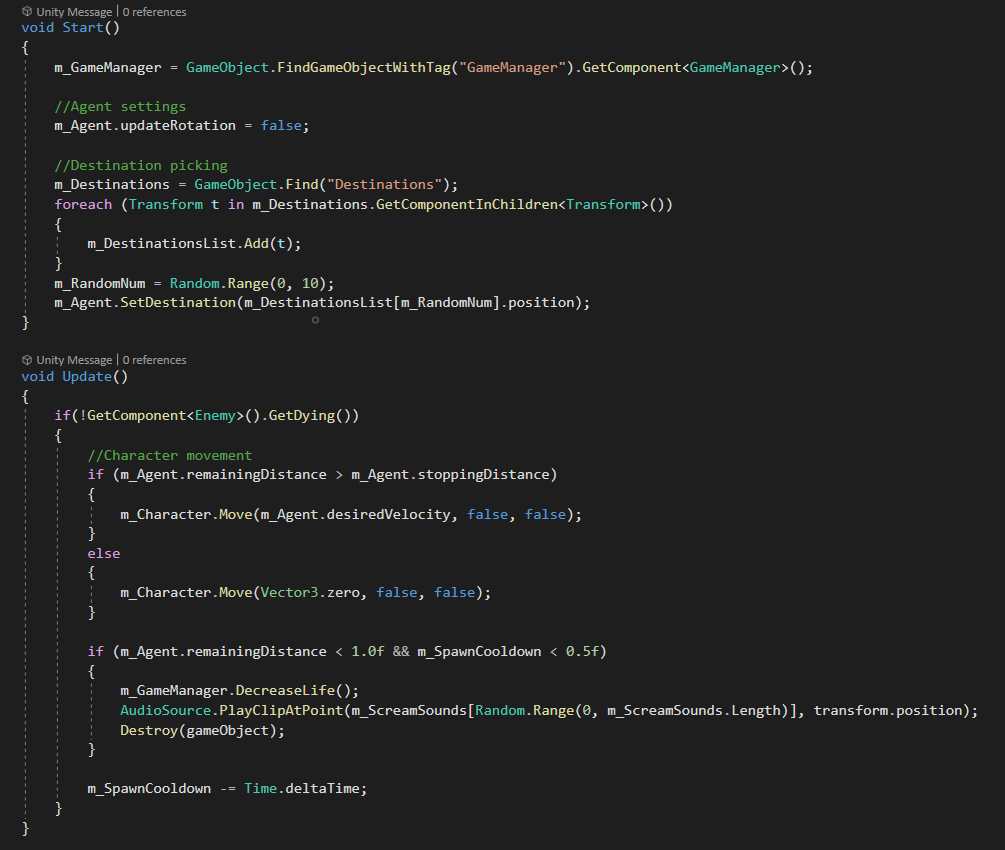 Unity Message | 0 references
void Start()
{
    m_GameManager = GameObject.FindGameObjectWithTag("GameManager").GetComponent<GameManager>();

    //Agent settings
    m_Agent.updateRotation = false;

    //Destination picking
    m_Destinations = GameObject.Find("Destinations");
    foreach (Transform t in m_Destinations.GetComponentInChildren<Transform>())
    {
        m_DestinationsList.Add(t);
    }
    m_RandomNum = Random.Range(0, 10);
    m_Agent.SetDestination(m_DestinationsList[m_RandomNum].position);
}

Unity Message | 0 references
void Update()
{
    if(!GetComponent<Enemy>().GetDying())
    {
        //Character movement
        if (m_Agent.remainingDistance > m_Agent.stoppingDistance)
        {
            m_Character.Move(m_Agent.desiredVelocity, false, false);
        }
        else
        {
            m_Character.Move(Vector3.zero, false, false);
        }

        if (m_Agent.remainingDistance < 1.0f && m_SpawnCooldown < 0.5f)
        {
            m_GameManager.DecreaseLife();
            AudioSource.PlayClipAtPoint(m_ScreamSounds[Random.Range(0, m_ScreamSounds.Length)], transform.position);
            Destroy(gameObject);
        }

        m_SpawnCooldown -= Time.deltaTime;
    }
}